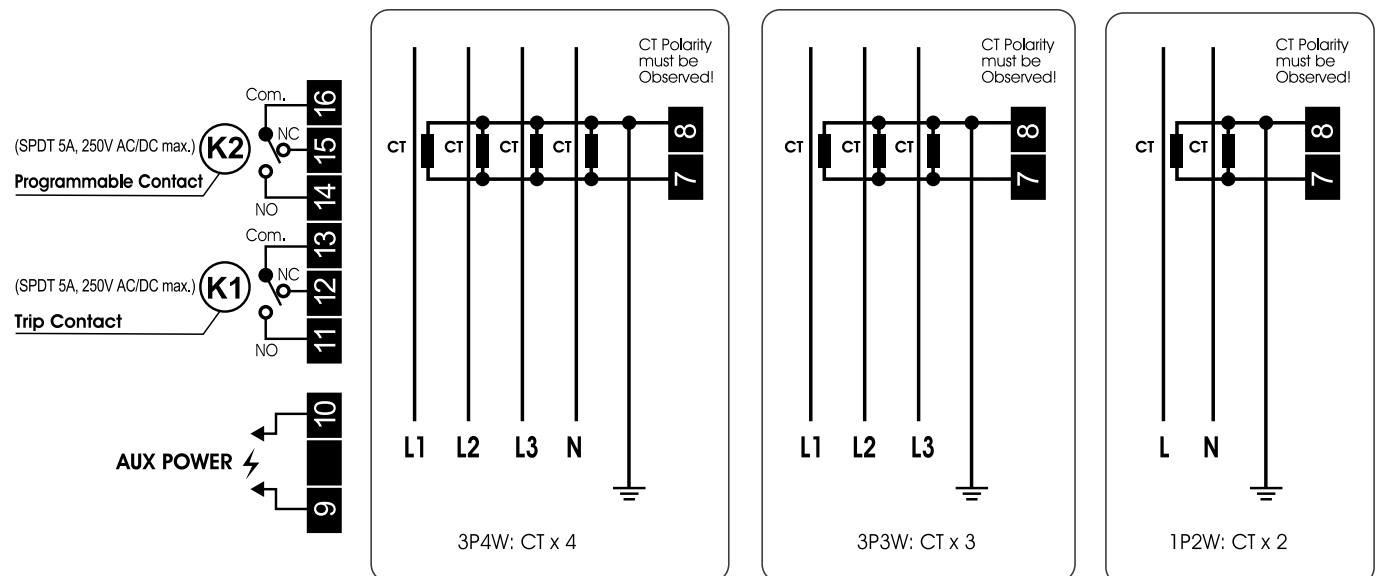 Com.
16
(SPDT 5A, 250V AC/DC max.)
K2
NC
15
Programmable Contact
14
NO
Com.
13
(SPDT 5A, 250V AC/DC max.)
K1
NC
12
Trip Contact
11
NO
10
AUX POWER
9
CT Polarity
must be
Observed!
8
CT CT CT CT
7
L1 L2 L3 N
3P4W: CT x 4
CT Polarity
must be
Observed!
8
CT CT CT
7
L1 L2 L3
3P3W: CT x 3
CT Polarity
must be
Observed!
8
CT CT
7
L N
1P2W: CT x 2